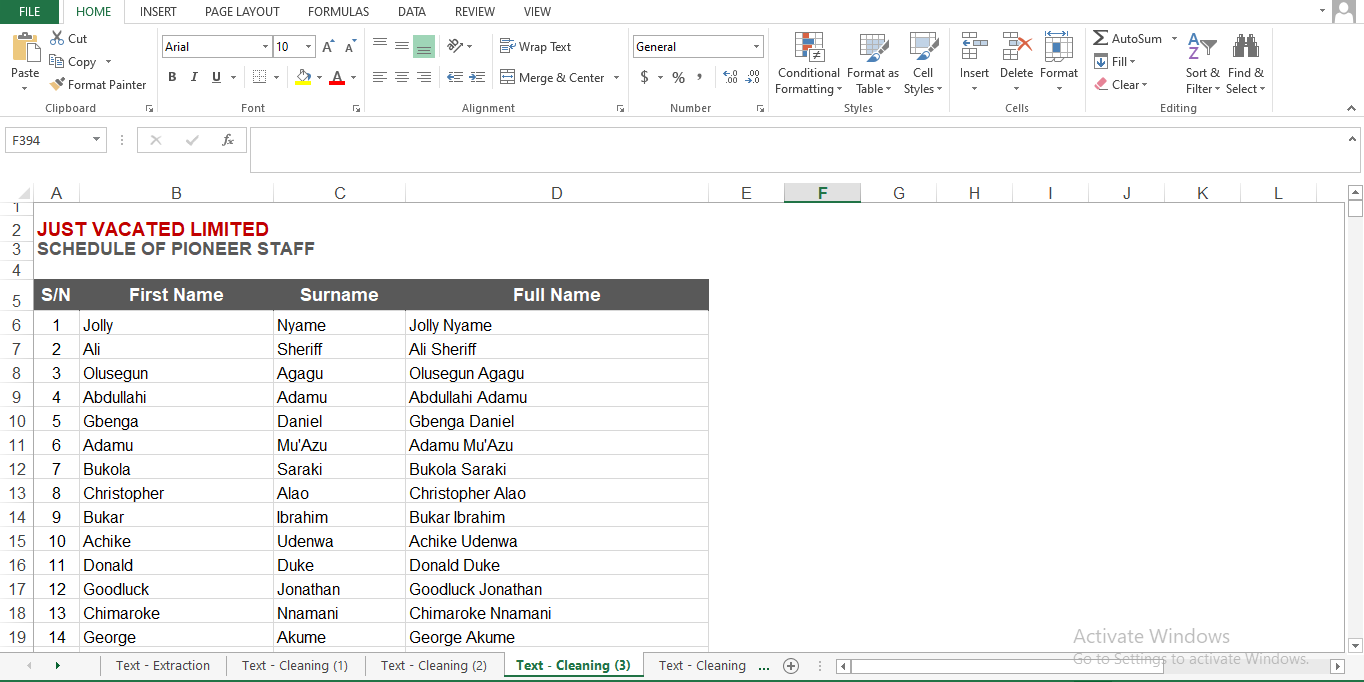 FILE HOME INSERT PAGE LAYOUT FORMULAS DATA REVIEW VIEW
Cut
Copy
Format Painter
Paste
Clipboard
Arial 10 A A
B I U A
Font
Wrap Text
Merge & Center
Alignment
General
$ % , .0 .00 .00 .0
Number
Conditional Formatting
Format as Table
Cell Styles
Styles
Insert Delete Format
Cells
AutoSum
Fill
Clear
Sort & Filter
Find & Select
Editing
F394 fx
A B C D E F G H I J K L
1
2 JUST VACATED LIMITED
3 SCHEDULE OF PIONEER STAFF
4
5 S/N First Name Surname Full Name
6 1 Jolly Nyame Jolly Nyame
7 2 Ali Sheriff Ali Sheriff
8 3 Olusegun Agagu Olusegun Agagu
9 4 Abdullahi Adamu Abdullahi Adamu
10 5 Gbenga Daniel Gbenga Daniel
11 6 Adamu Mu'Azu Adamu Mu'Azu
12 7 Bukola Saraki Bukola Saraki
13 8 Christopher Alao Christopher Alao
14 9 Bukar Ibrahim Bukar Ibrahim
15 10 Achike Udenwa Achike Udenwa
16 11 Donald Duke Donald Duke
17 12 Goodluck Jonathan Goodluck Jonathan
18 13 Chimaroke Nnamani Chimaroke Nnamani
19 14 George Akume George Akume
Activate Windows
Go to Settings to activate Windows.
Text - Extraction Text - Cleaning (1) Text - Cleaning (2) Text - Cleaning (3) Text - Cleaning ...